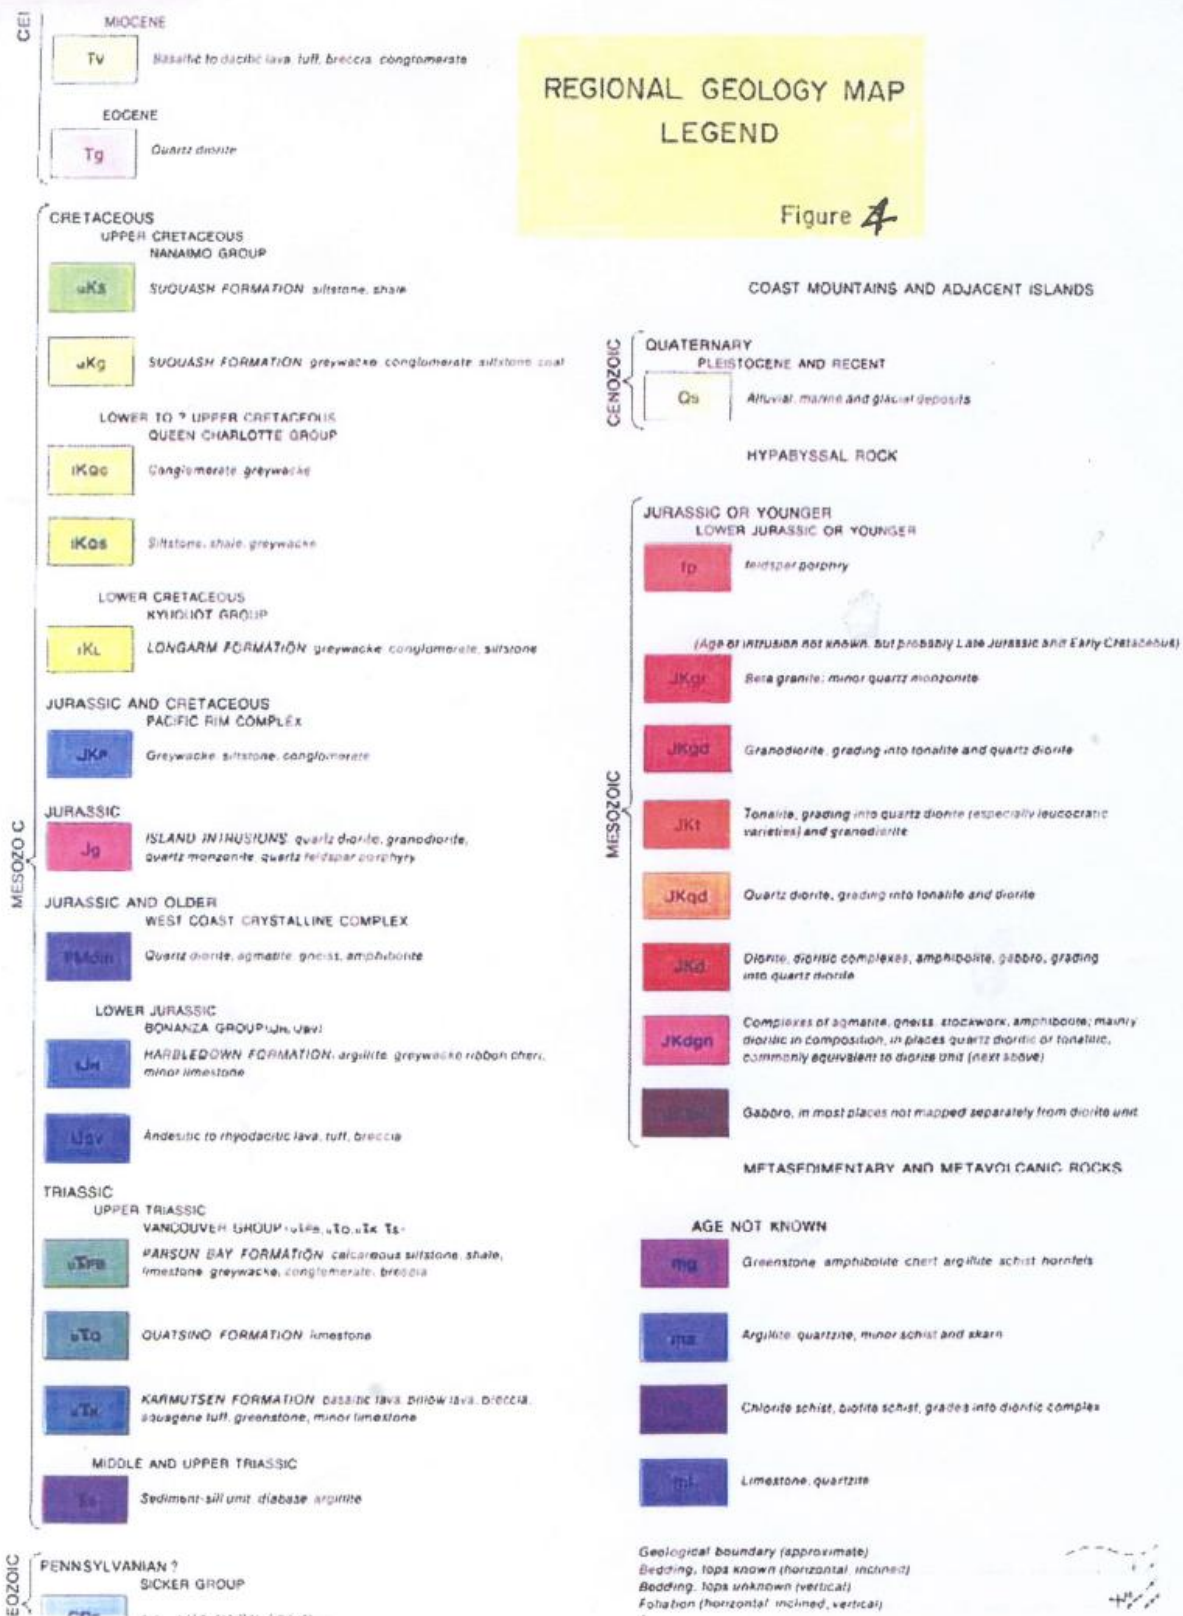 CEI
MIOCENE
Tv
Basaltic to dacitic lava, tuff, breccia, conglomerate
EOCENE
Tg
Quartz diorite
CRETACEOUS
UPPER CRETACEOUS
NANAIMO GROUP
uKs
SUQUASH FORMATION siltstone, shale
uKg
SUQUASH FORMATION greywacke conglomerate siltstone coal
LOWER TO ? UPPER CRETACEOUS
QUEEN CHARLOTTE GROUP
lKQc
Conglomerate greywacke
lKQs
Siltstone, shale, greywacke
LOWER CRETACEOUS
KYUQUOT GROUP
lKL
LONGARM FORMATION greywacke conglomerate, siltstone
JURASSIC AND CRETACEOUS
PACIFIC RIM COMPLEX
JKP
Greywacke, siltstone, conglomerate
MESOZO C
JURASSIC
Jg
ISLAND INTRUSIONS quartz diorite, granodiorite,
quartz monzonite, quartz feldspar porphyry
JURASSIC AND OLDER
WEST COAST CRYSTALLINE COMPLEX
Quartz diorite, agmatite, gneiss, amphibolite
LOWER JURASSIC
BONANZA GROUP
lJH
HARBLEDOWN FORMATION, argillite greywacke ribbon chert,
minor limestone
Andesitic to rhyodacitic lava, tuff, breccia
TRIASSIC
UPPER TRIASSIC
VANCOUVER GROUP
uTPB
PARSON BAY FORMATION calcareous siltstone, shale,
limestone greywacke, conglomerate, breccia
uTQ
QUATSINO FORMATION limestone
uTK
KARMUTSEN FORMATION basaltic lava pillow lava, breccia,
aquagene tuff, greenstone, minor limestone
MIDDLE AND UPPER TRIASSIC
Ts
Sediment-sill unit diabase argillite
EOZOIC
PENNSYLVANIAN ?
SICKER GROUP
REGIONAL GEOLOGY MAP
LEGEND
Figure 4
COAST MOUNTAINS AND ADJACENT ISLANDS
CENOZOIC
QUATERNARY
PLEISTOCENE AND RECENT
Qs
Alluvial, marine and glacial deposits
HYPABYSSAL ROCK
JURASSIC OR YOUNGER
LOWER JURASSIC OR YOUNGER
fp
feldspar porphry
(Age of intrusion not known, but probably Late Jurassic and Early Cretaceous)
JKgr
granite; minor quartz monzonite
JKgd
Granodiorite, grading into tonalite and quartz diorite
MESOZOIC
JKt
Tonalite, grading into quartz diorite (especially leucocratic
varieties) and granodiorite
JKqd
Quartz diorite, grading into tonalite and diorite
JKd
Diorite, dioritic complexes, amphibolite, gabbro, grading
into quartz diorite
JKdgn
Complexes of agmatite, gneiss, stockwork, amphibolite; mainly
dioritic in composition, in places quartz dioritic or tonalitic,
commonly equivalent to diorite unit (next above)
Gabbro, in most places not mapped separately from diorite unit
METASEDIMENTARY AND METAVOLCANIC ROCKS
AGE NOT KNOWN
mg
Greenstone amphibolite chert argillite schist hornfels
ma
Argillite, quartzite, minor schist and skarn
Chlorite schist, biotite schist, grades into dioritic complex
ml
Limestone, quartzite
Geological boundary (approximate)
Bedding, tops known (horizontal, inclined)
Bedding, tops unknown (vertical)
Foliation (horizontal, inclined, vertical)